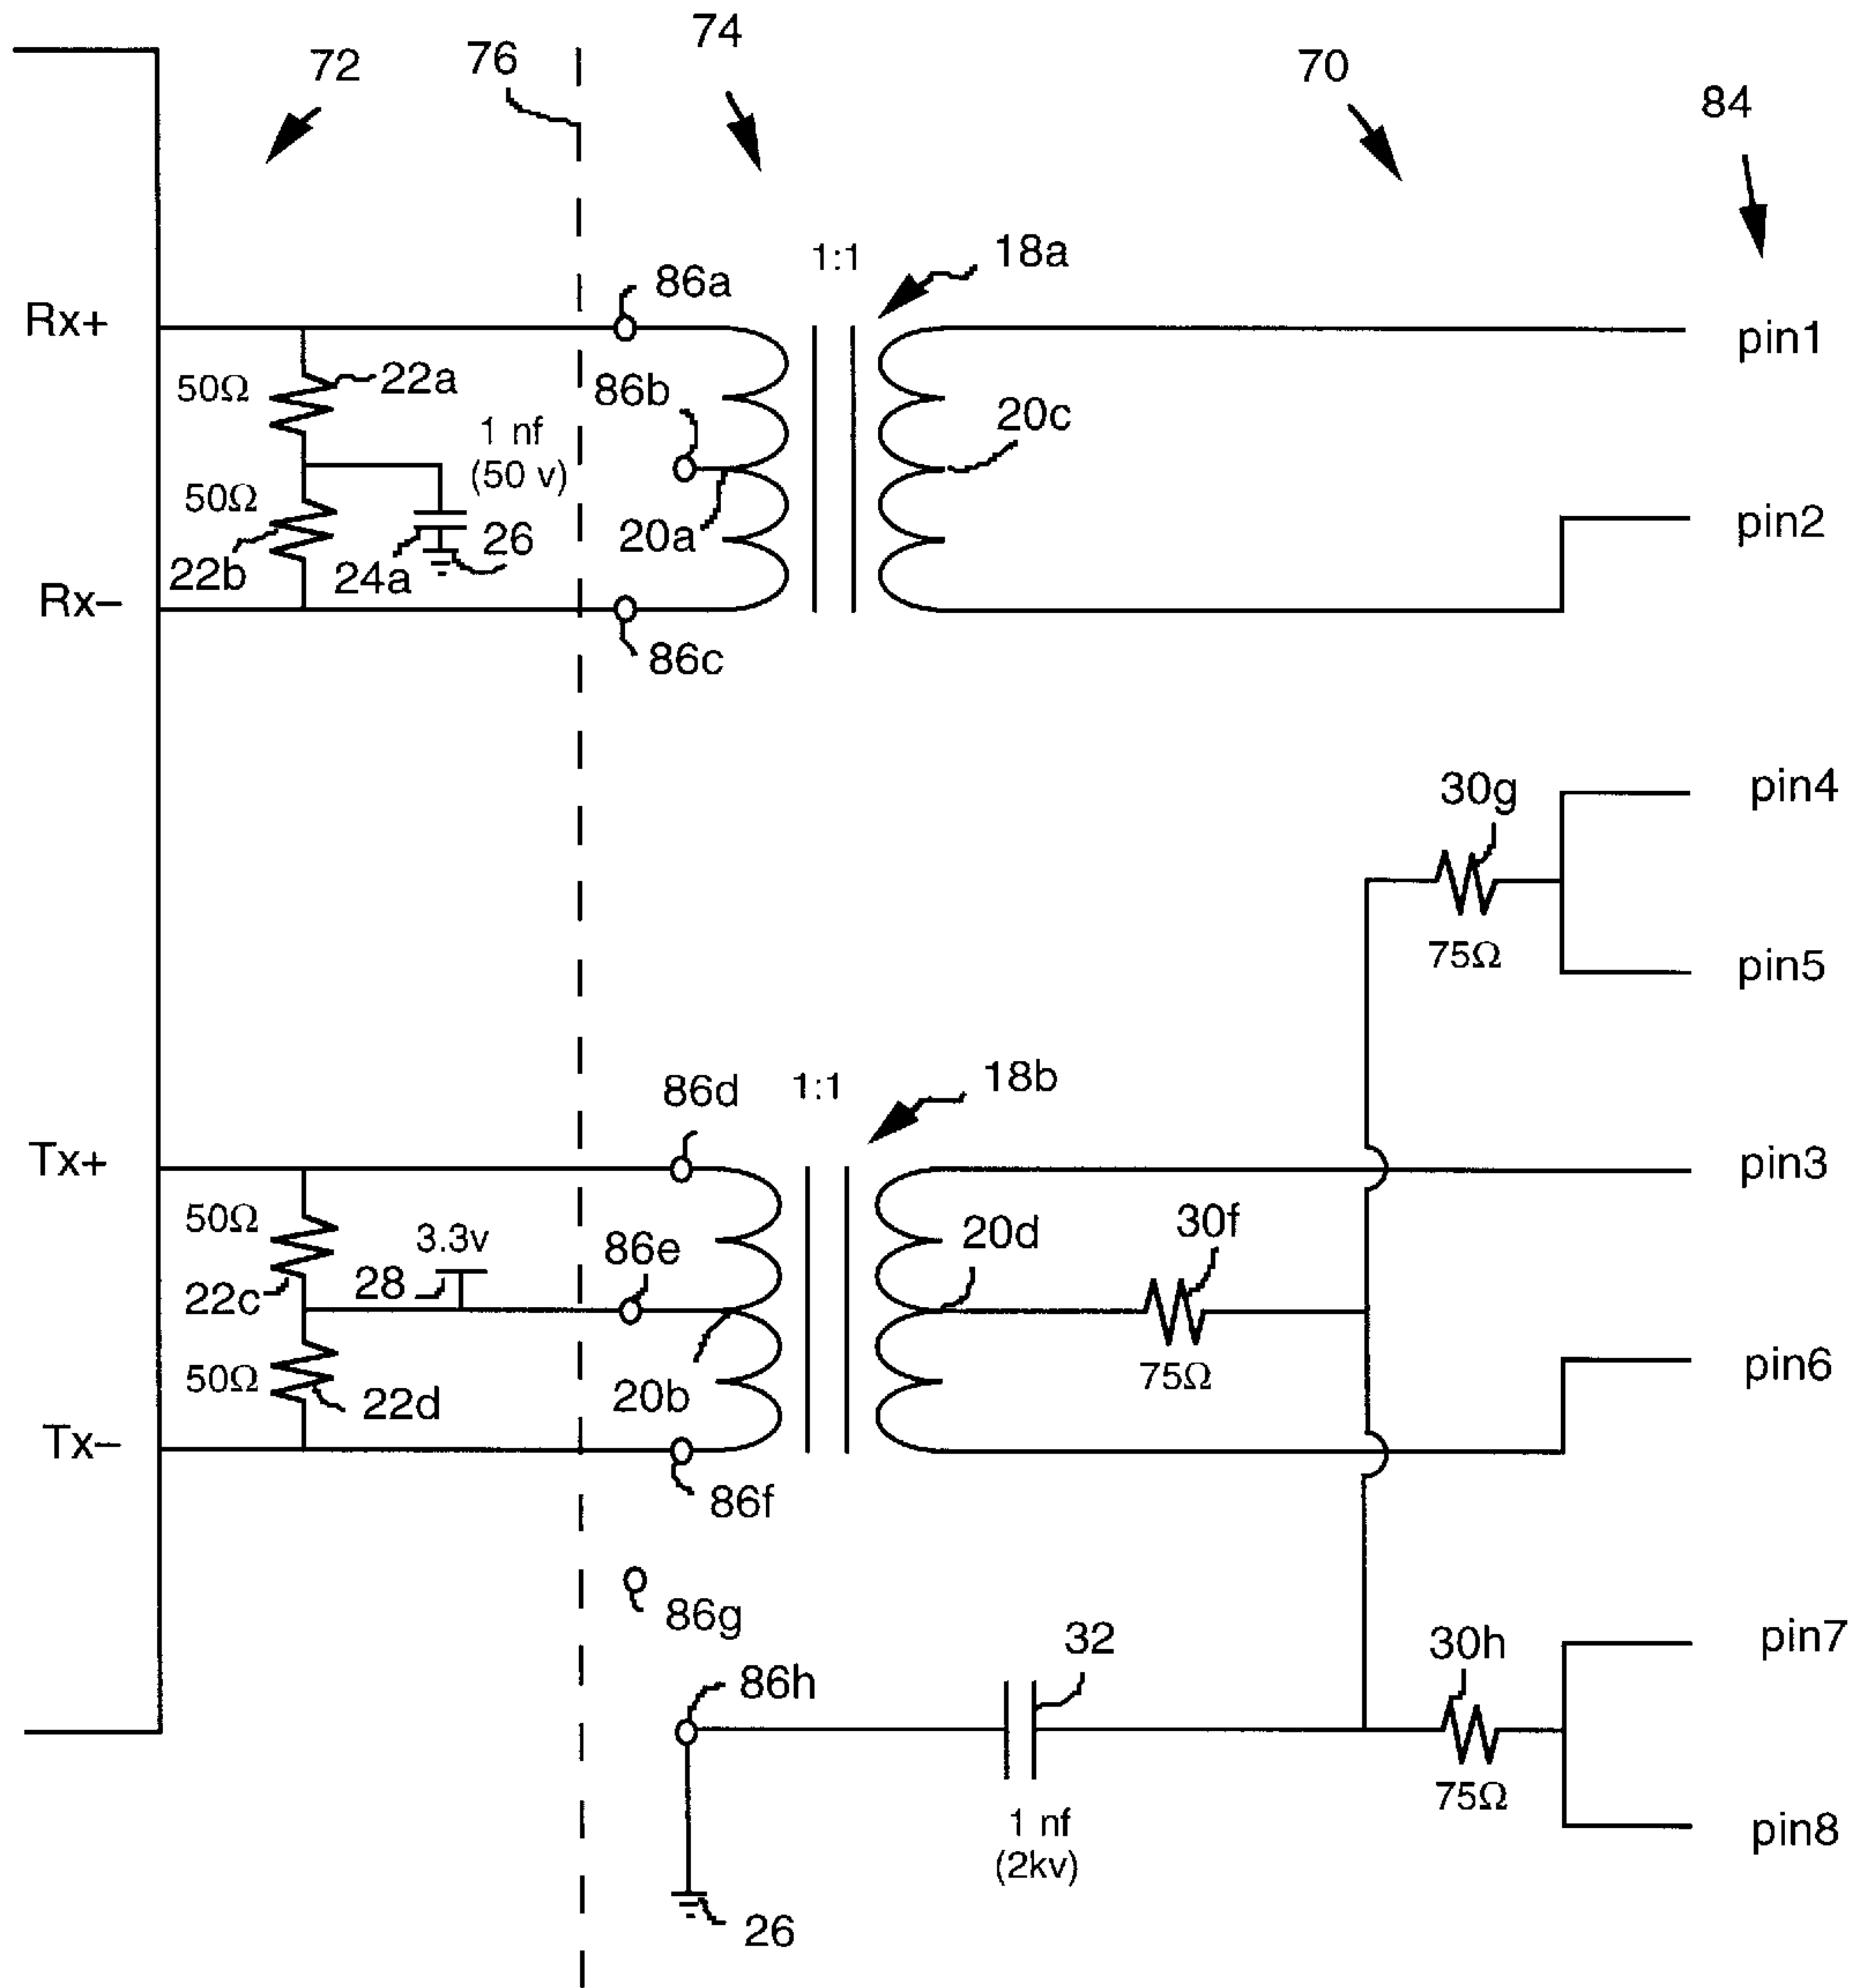 74
76
72
70
84
1:1
18a
86a
Rx+
pin1
22a
50Ω
86b
1 nf
(50 v)
20c
50Ω
20a
26
pin2
22b
24a
Rx–
86c
30g
pin4
75Ω
pin5
86d
1:1
18b
Tx+
pin3
50Ω
3.3v
86e
20d
30f
28
22c
50Ω
22d
20b
75Ω
pin6
Tx–
86f
86g
32
30h
pin7
86h
75Ω
1 nf
(2kv)
pin8
26